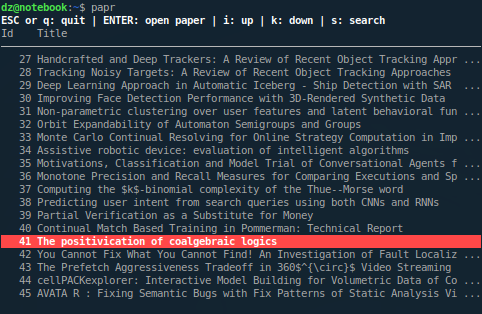 dz@notebook:~$ papr
ESC or q: quit | ENTER: open paper | i: up | k: down | s: search
Id    Title
27 Handcrafted and Deep Trackers: A Review of Recent Object Tracking Appr ...
28 Tracking Noisy Targets: A Review of Recent Object Tracking Approaches
29 Deep Learning Approach in Automatic Iceberg - Ship Detection with SAR  ...
30 Improving Face Detection Performance with 3D-Rendered Synthetic Data
31 Non-parametric clustering over user features and latent behavioral fun ...
32 Orbit Expandability of Automaton Semigroups and Groups
33 Monte Carlo Continual Resolving for Online Strategy Computation in Imp ...
34 Assistive robotic device: evaluation of intelligent algorithms
35 Motivations, Classification and Model Trial of Conversational Agents f ...
36 Monotone Precision and Recall Measures for Comparing Executions and Sp ...
37 Computing the $k$-binomial complexity of the Thue--Morse word
38 Predicting user intent from search queries using both CNNs and RNNs
39 Partial Verification as a Substitute for Money
40 Continual Match Based Training in Pommerman: Technical Report
41 The positivication of coalgebraic logics
42 You Cannot Fix What You Cannot Find! An Investigation of Fault Localiz ...
43 The Prefetch Aggressiveness Tradeoff in 360$^{\circ}$ Video Streaming
44 cellPACKexplorer: Interactive Model Building for Volumetric Data of Co ...
45 AVATA R : Fixing Semantic Bugs with Fix Patterns of Static Analysis Vi ...